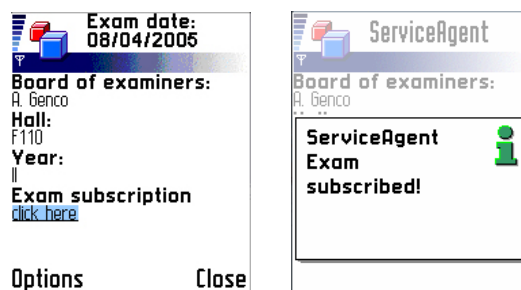 Exam date:
08/04/2005
Board of examiners:
A. Genco
Hall:
F110
Year:
II
Exam subscription
click here
Options Close
ServiceAgent
Board of examiners:
A. Genco
ServiceAgent
Exam
subscribed!